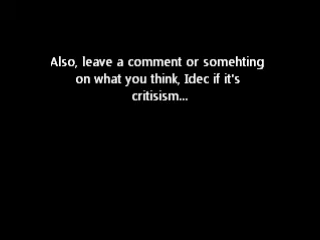 Also, leave a comment or somehting
on what you think, Idec if it's
critisism...